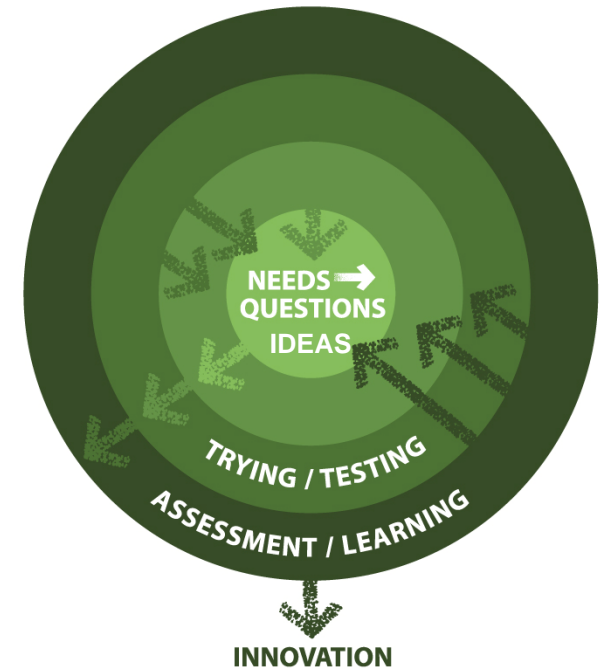 NEEDS
QUESTIONS
IDEAS
TRYING / TESTING
ASSESSMENT / LEARNING
INNOVATION